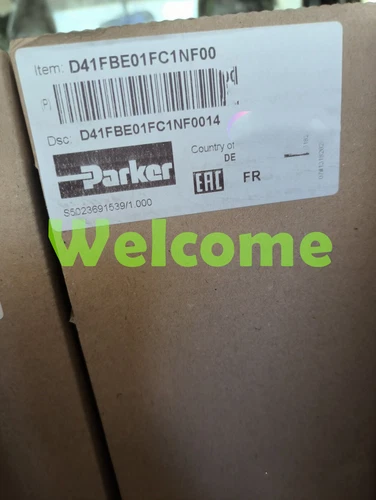 Item: D41FBE01FC1NF00
(P)
Dsc: D41FBE01FC1NF0014
Parker
Country of
DE
EAC FR
S5023691539/1.000
Welcome